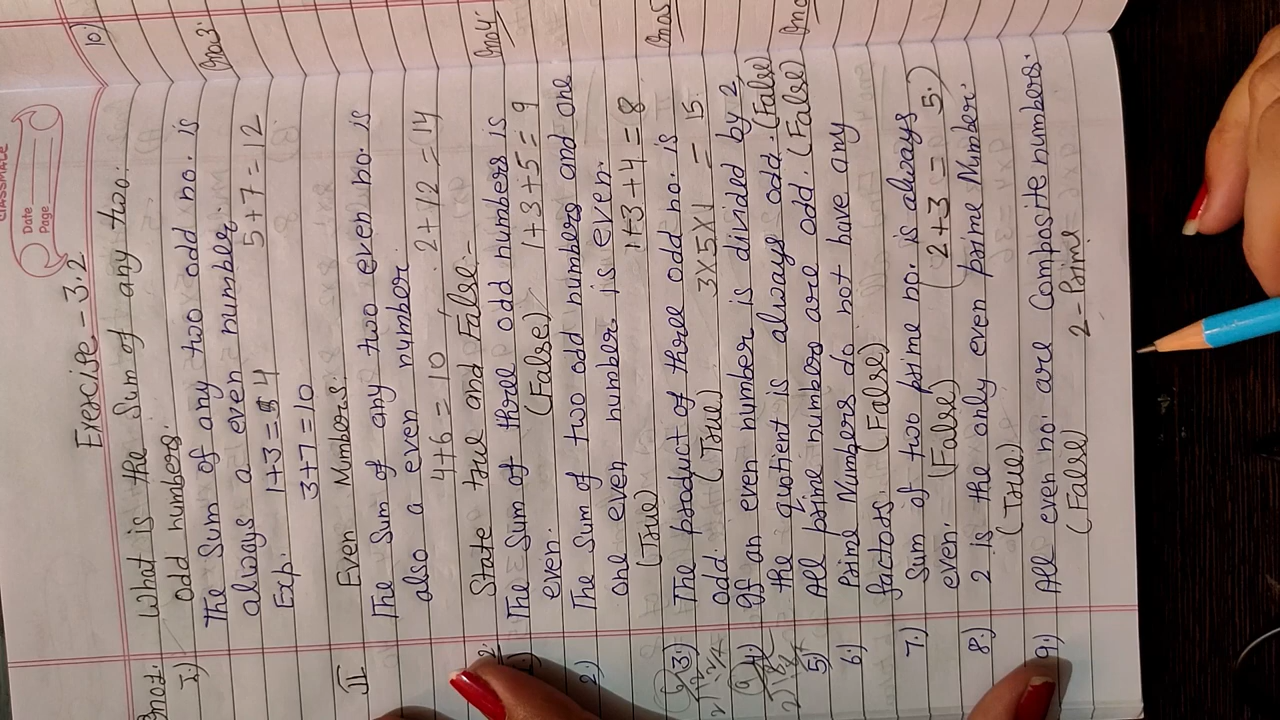 CLASSMATE
Date
Page
Exercise - 3.2
Qno1. What is the Sum of any two:
I.) odd numbers.
The Sum of any two odd no. is
always a even number.
Exp. 1+3=4 5+7=12
3+7=10
II Even Numbers.
The Sum of any two even no. is
also a even number.
4+6=10, 2+12=14
2 State true and False.-
1.) The Sum of three odd numbers is
even. (False) 1+3+5=9
2.) The Sum of two odd numbers and one
one even number is even.
(True) 1+3+4=8
3.) The product of three odd no. is
odd. (True) 3x5x1=15.
4.) If an even number is divided by 2,
the quotient is always odd. (False)
5) All prime numbers are odd. (False)
6.) Prime Numbers do not have any
factors. (False)
7.) Sum of two prime no. is always
even. (False) (2+3=5.)
8.) 2 is the only even prime Number.
(True)
9.) All even no. are Composite numbers.
(False) 2-Prime
10)
Qno3.
Qno4.
Qno5
Qno